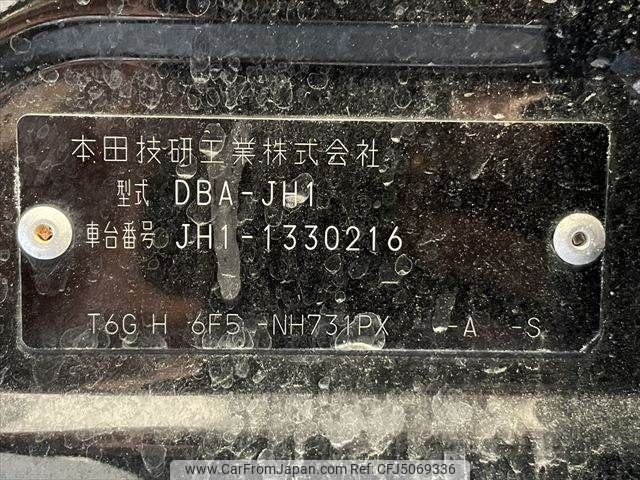 本田技研工業株式会社
型式 DBA-JH1
車台番号 JH1-1330216
T6G H 6F5 -NH731PX -A -S
www.CarFromJapan.com | REF ID: CFJ5069336